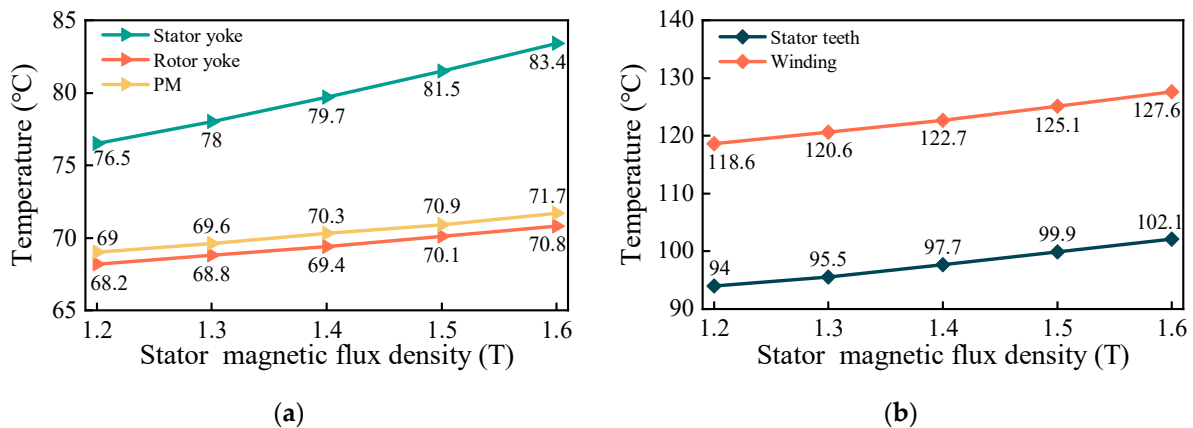 85
80
75
70
65
Temperature (°C)
Stator yoke
Rotor yoke
PM
76.5
78
79.7
81.5
83.4
69
69.6
70.3
70.9
71.7
68.2
68.8
69.4
70.1
70.8
1.2 1.3 1.4 1.5 1.6
Stator magnetic flux density (T)
(a)
140
130
120
110
100
90
Temperature (°C)
Stator teeth
Winding
118.6
120.6
122.7
125.1
127.6
94
95.5
97.7
99.9
102.1
1.2 1.3 1.4 1.5 1.6
Stator magnetic flux density (T)
(b)